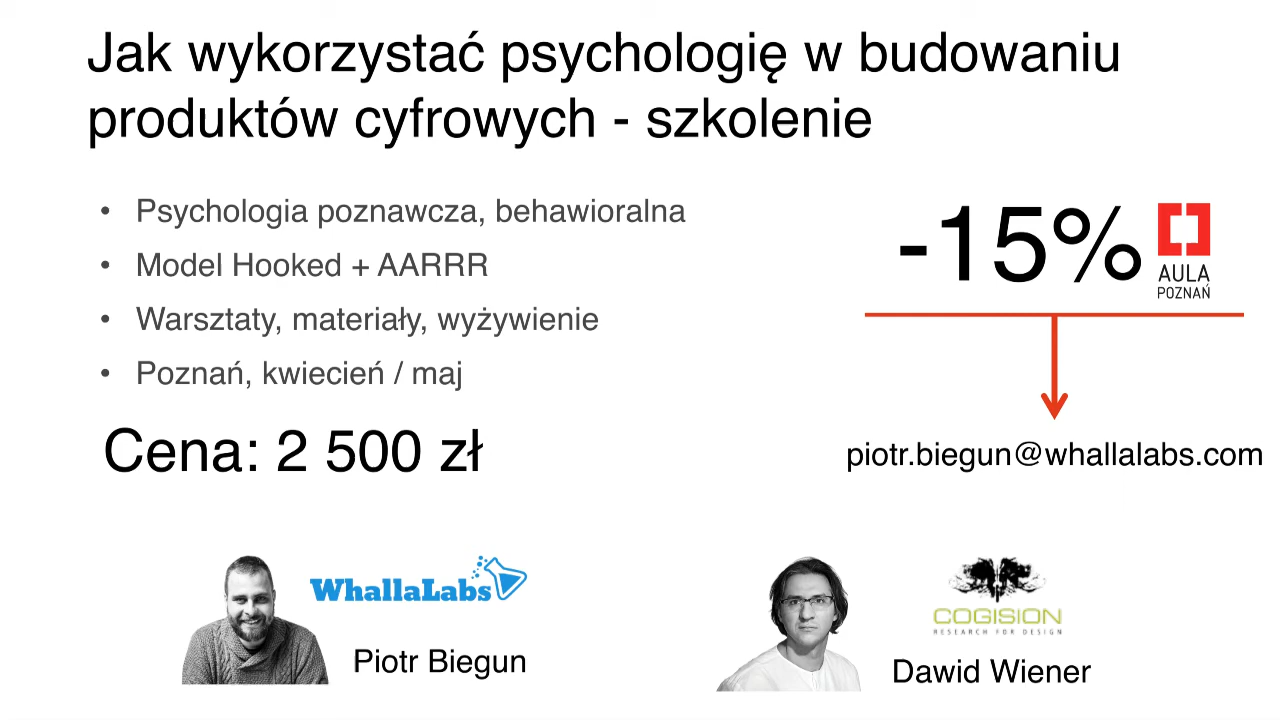 Jak wykorzystać psychologię w budowaniu
produktów cyfrowych - szkolenie
• Psychologia poznawcza, behawioralna
• Model Hooked + AARRR
• Warsztaty, materiały, wyżywienie
• Poznań, kwiecień / maj
Cena: 2 500 zł
-15%
AULA
POZNAŃ
piotr.biegun@whallalabs.com
WhallaLabs
Piotr Biegun
COGISION
RESEARCH FOR DESIGN
Dawid Wiener